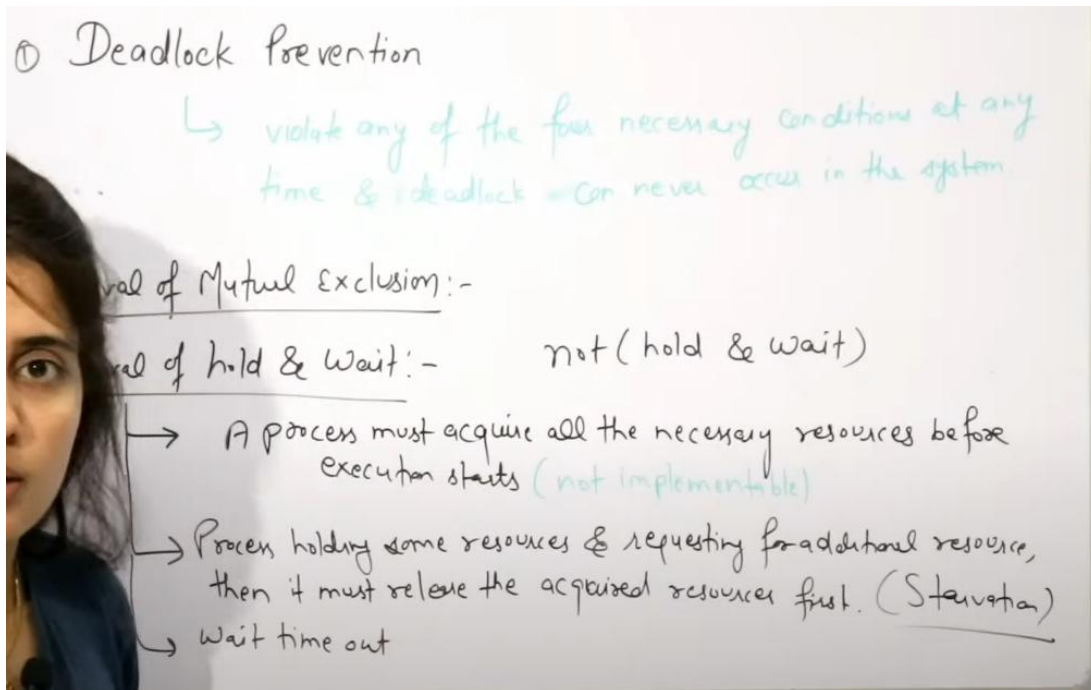 ① Deadlock Prevention
↳ violate any of the four necessary conditions at any
time & deadlock can never occur in the system.
val of Mutual Exclusion:-
al of hold & Wait:- not (hold & wait)
→ A process must acquire all the necessary resources before
execution starts (not implementable)
→ Process holding some resources & requesting for additional resource,
then it must release the acquired resources first. (Starvation)
→ Wait time out